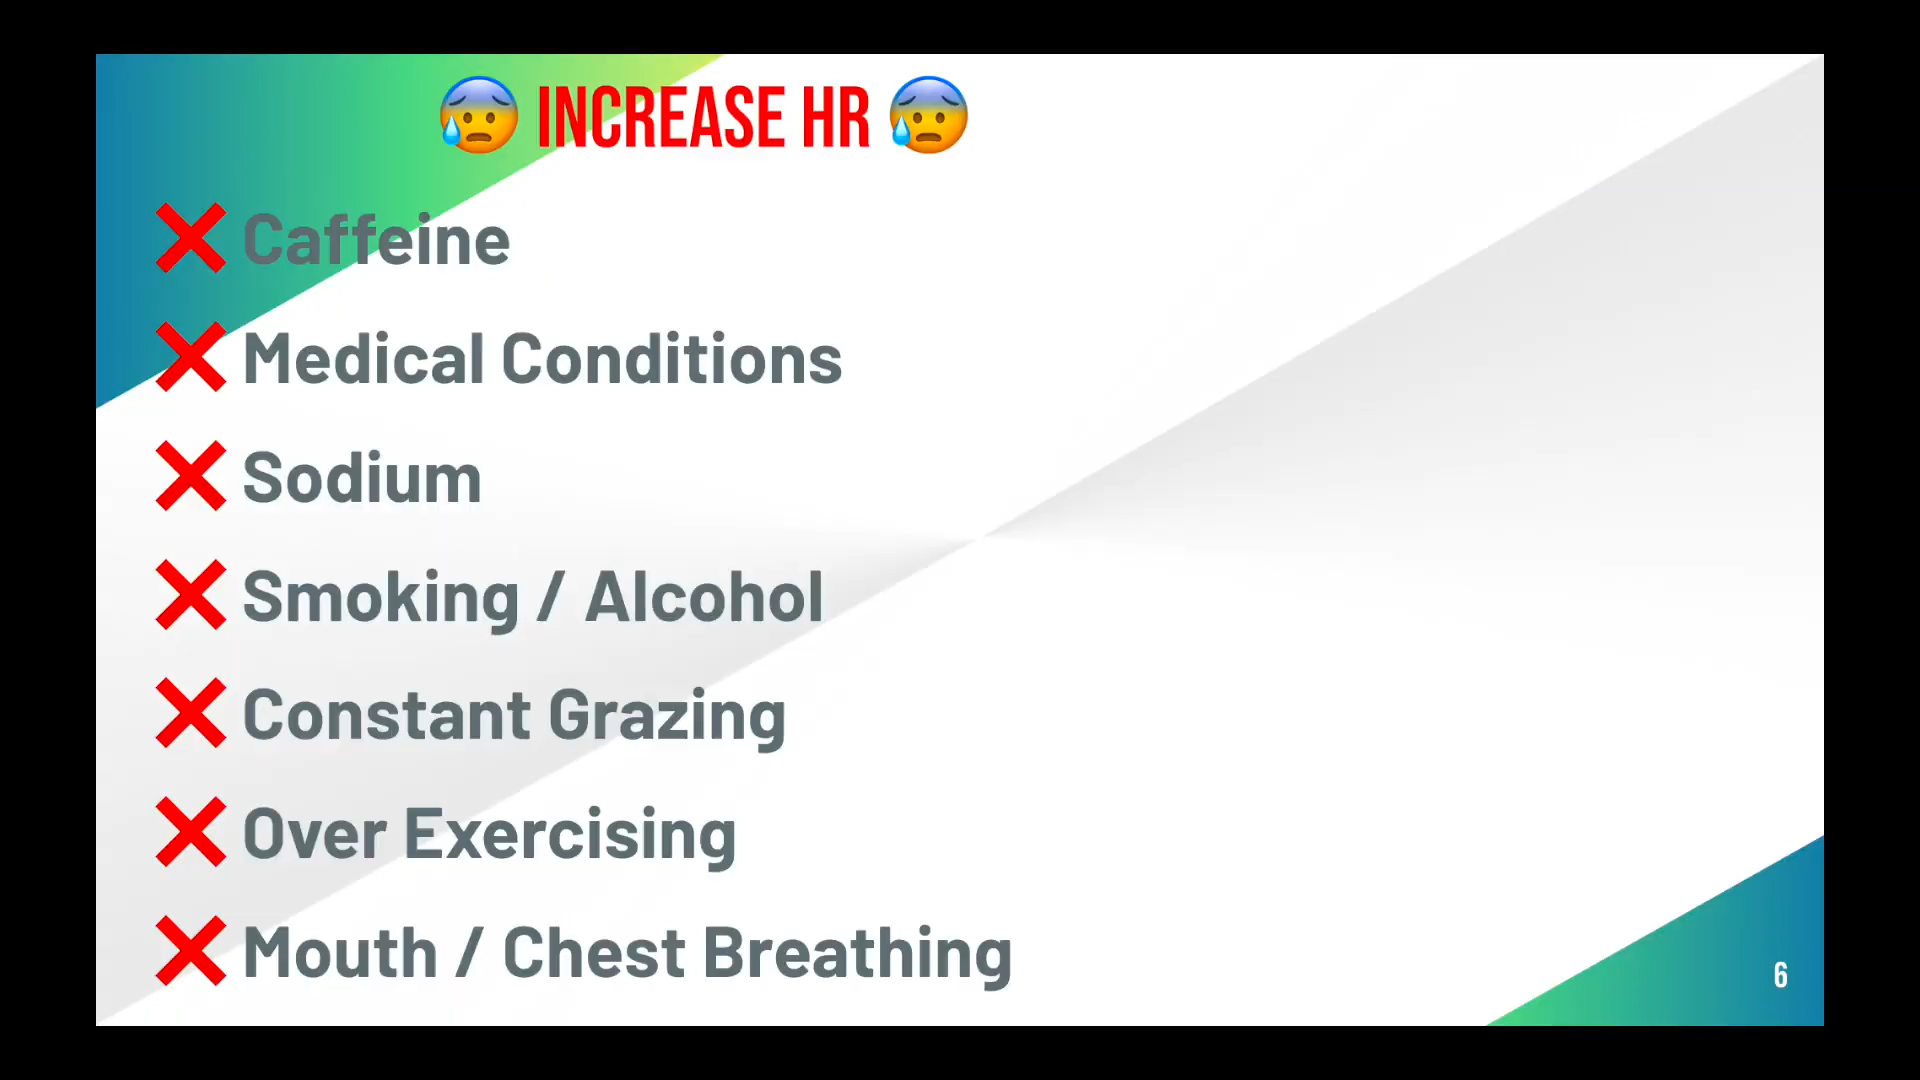 😰 INCREASE HR 😰
❌ Caffeine
❌ Medical Conditions
❌ Sodium
❌ Smoking / Alcohol
❌ Constant Grazing
❌ Over Exercising
❌ Mouth / Chest Breathing
6